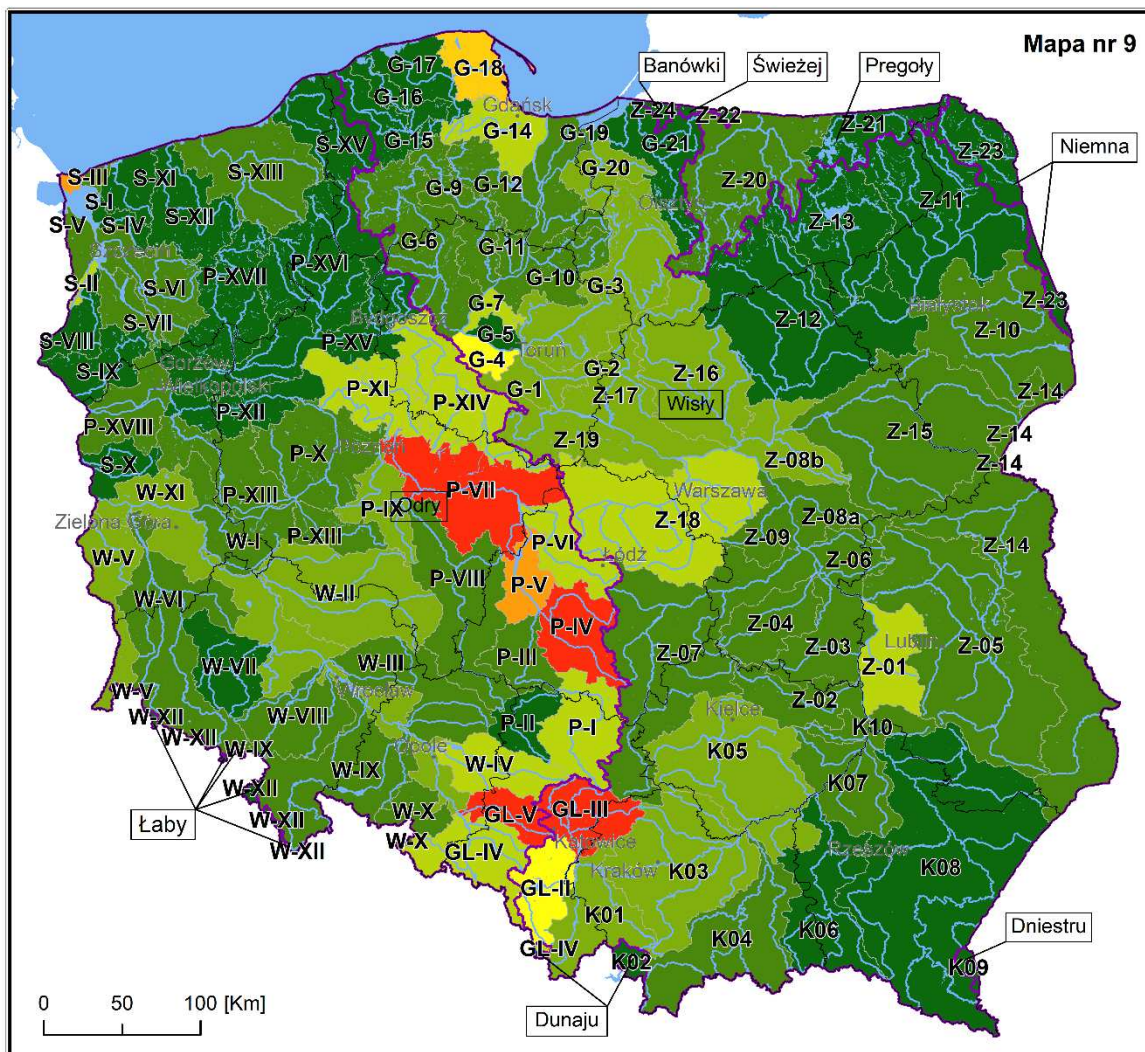 Mapa nr 9
Banówki
Świeżej
Pregoły
Niemna
G-17
G-18
G-16
Gdańsk
G-15
G-14
G-19
Z-24
Z-22
G-21
Z-21
Z-23
S-XV
S-III
S-XI
S-XIII
G-9
G-12
G-20
Z-20
Z-11
S-I
S-V
S-IV
S-XII
Olsztyn
Z-13
G-6
G-11
Szczecin
P-XVII
P-XVI
S-II
S-VI
G-10
G-3
Białystok
Z-23
S-VII
G-7
Bydgoszcz
Z-12
Z-10
S-VIII
P-XV
G-5
Toruń
S-IX
Gorzów
Wielkopolski
G-4
G-2
Z-16
P-XI
G-1
Z-17
Z-14
P-XII
P-XIV
Wisły
P-XVIII
Z-15
Z-14
Z-19
P-X
Poznań
S-X
Z-08b
Z-14
P-VII
Warszawa
W-XI
P-XIII
P-IX
Odry
Zielona Góra
Z-18
Z-08a
W-I
P-XIII
P-VI
Z-09
Z-14
W-V
Łódź
Z-06
P-VIII
P-V
W-II
W-VI
P-IV
Z-04
Z-03
Lublin
Z-05
P-III
Z-07
Z-01
W-III
W-VII
Wrocław
Z-02
W-V
W-XII
W-VIII
P-II
P-I
Kielce
K10
W-XII
W-IX
Opole
K05
W-IV
W-IX
K07
W-XII
GL-V
GL-III
Łaby
W-XII
W-X
W-XII
W-X
GL-IV
Katowice
Rzeszów
K03
Kraków
K08
GL-II
K01
K06
K04
Dniestru
GL-IV
K02
K09
0 50 100 [Km]
Dunaju